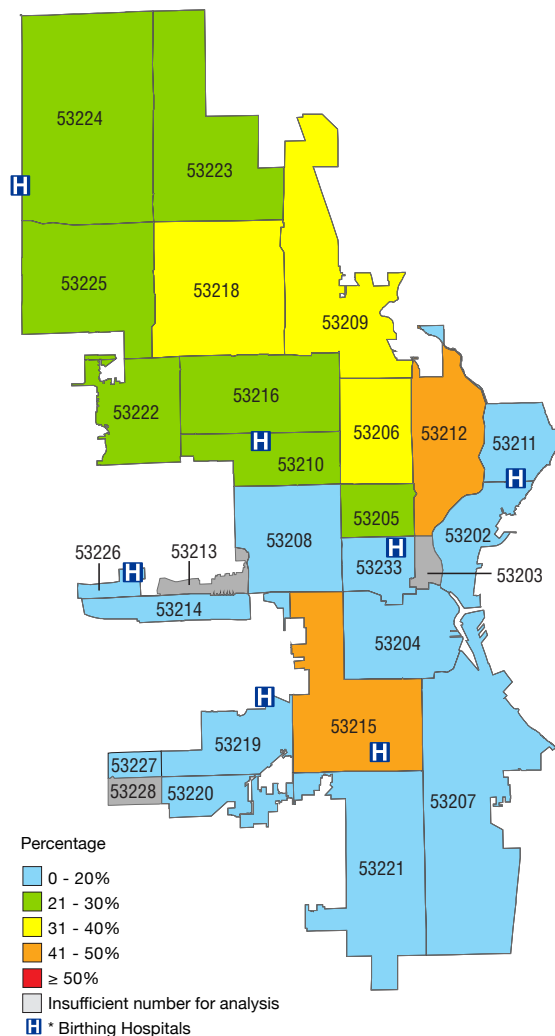 53224
53223
H
53225
53218
53209
53216
53222
53206
53212
53211
H
53210
H
53205
53202
53208
53213
53226
H
53233
H
53203
53214
53204
H
53215
H
53219
53227
53228
53220
53207
53221
Percentage
0 - 20%
21 - 30%
31 - 40%
41 - 50%
≥ 50%
Insufficient number for analysis
H * Birthing Hospitals